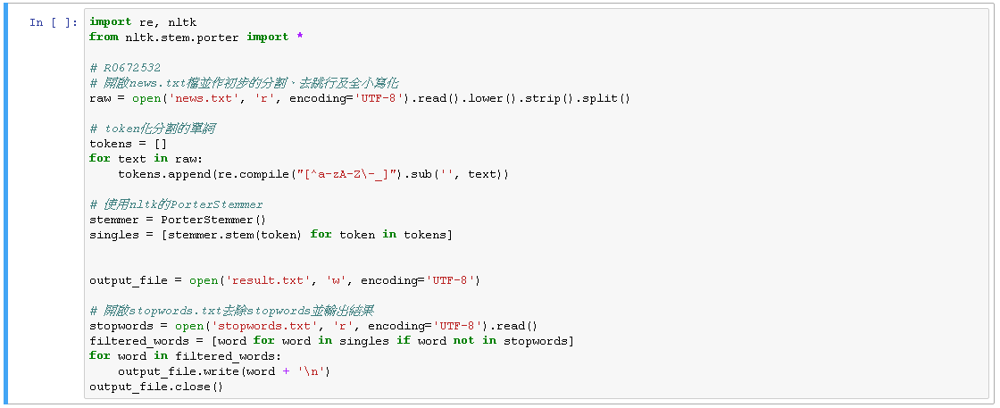 In [ ]:
import re, nltk
from nltk.stem.porter import *
# R0672532
# 開啟news.txt檔並作初步的分割、去跳行及全小寫化
raw = open('news.txt', 'r', encoding='UTF-8').read().lower().strip().split()
# token化分割的單詞
tokens = []
for text in raw:
    tokens.append(re.compile("[^a-zA-Z\-_]").sub('', text))
# 使用nltk的PorterStemmer
stemmer = PorterStemmer()
singles = [stemmer.stem(token) for token in tokens]
output_file = open('result.txt', 'w', encoding='UTF-8')
# 開啟stopwords.txt去除stopwords並輸出結果
stopwords = open('stopwords.txt', 'r', encoding='UTF-8').read()
filtered_words = [word for word in singles if word not in stopwords]
for word in filtered_words:
    output_file.write(word + '\n')
output_file.close()